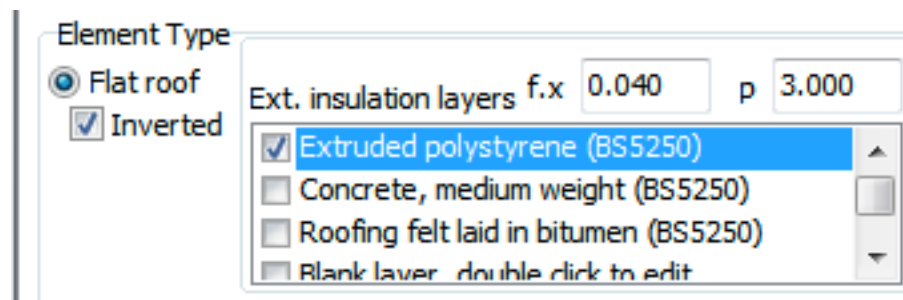 Element Type
Flat roof
Inverted
Ext. insulation layers f.x 0.040 p 3.000
Extruded polystyrene (BS5250)
Concrete, medium weight (BS5250)
Roofing felt laid in bitumen (BS5250)
Blank layer, double click to edit